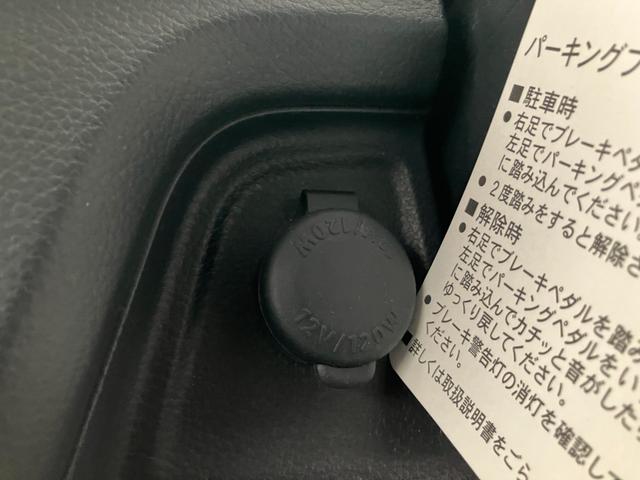 12V/120W
パーキングブ
■駐車時
●右足でブレーキペダ
左足でパーキングペ
に踏み込んでください。
●2度踏みをすると解除さ
■解除時
●右足でブレーキペダルを踏
左足でパーキングペダルをい
に踏み込んでカチッと音がした
ゆっくり戻してください。
●ブレーキ警告灯の消灯を確認して
ください。
■詳しくは取扱説明書をごら